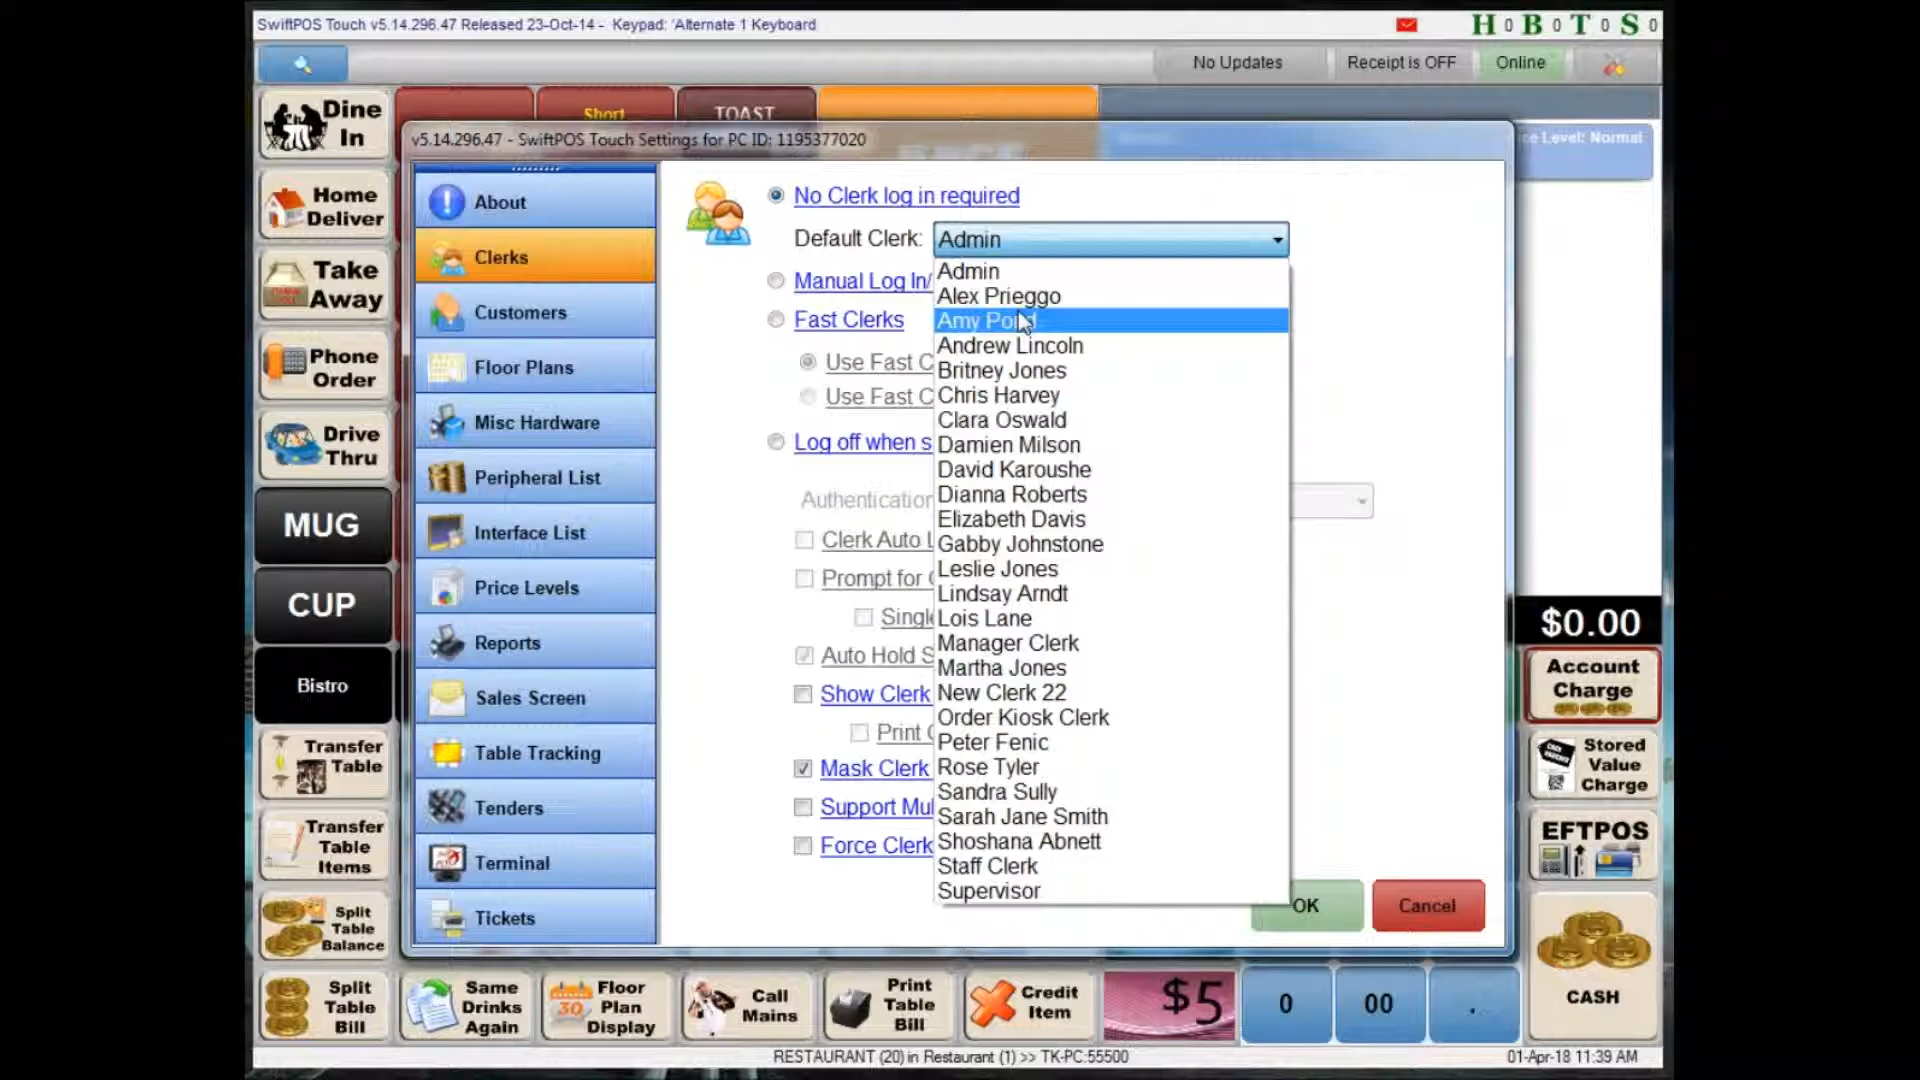 SwiftPOS Touch v5.14.296.47 Released 23-Oct-14 - Keypad: 'Alternate 1 Keyboard
H 0 B 0 T 0 S 0
No Updates
Receipt is OFF
Online
Dine In
Short
TOAST
v5.14.296.47 - SwiftPOS Touch Settings for PC ID: 1195377020
ce Level: Normal
Home Deliver
Take Away
Phone Order
Drive Thru
MUG
CUP
Bistro
Transfer Table
Transfer Table Items
Split Table Balance
Split Table Bill
About
Clerks
Customers
Floor Plans
Misc Hardware
Peripheral List
Interface List
Price Levels
Reports
Sales Screen
Table Tracking
Tenders
Terminal
Tickets
No Clerk log in required
Default Clerk: Admin
Manual Log In/
Fast Clerks
Use Fast C
Use Fast C
Log off when s
Authentication
Clerk Auto L
Prompt for
Single
Auto Hold S
Show Clerk
Print
Mask Clerk
Support Mul
Force Clerk
Admin
Alex Prieggo
Amy Pond
Andrew Lincoln
Britney Jones
Chris Harvey
Clara Oswald
Damien Milson
David Karoushe
Dianna Roberts
Elizabeth Davis
Gabby Johnstone
Leslie Jones
Lindsay Arndt
Lois Lane
Manager Clerk
Martha Jones
New Clerk 22
Order Kiosk Clerk
Peter Fenic
Rose Tyler
Sandra Sully
Sarah Jane Smith
Shoshana Abnett
Staff Clerk
Supervisor
OK
Cancel
$0.00
Account Charge
Stored Value Charge
EFTPOS
CASH
Same Drinks Again
30
Floor Plan Display
Call Mains
Print Table Bill
Credit Item
$5
0
00
.
RESTAURANT (20) in Restaurant (1) >> TK-PC:55500
01-Apr-18 11:39 AM